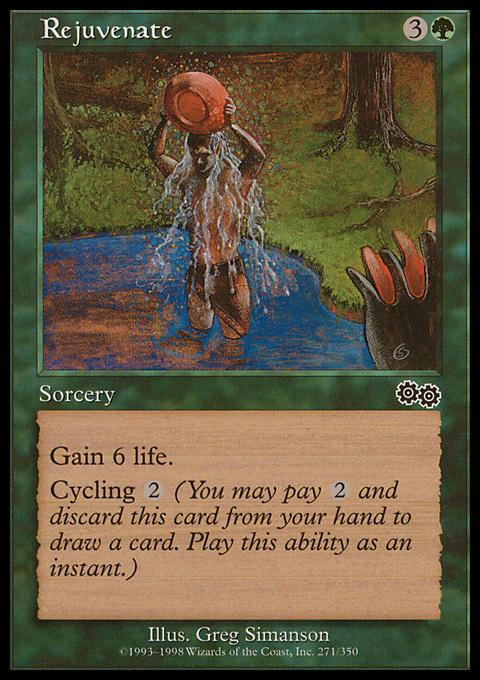 Rejuvenate 3
Sorcery
Gain 6 life.
Cycling 2 (You may pay 2 and
discard this card from your hand to
draw a card. Play this ability as an
instant.)
Illus. Greg Simanson
©1993–1998 Wizards of the Coast, Inc. 271/350